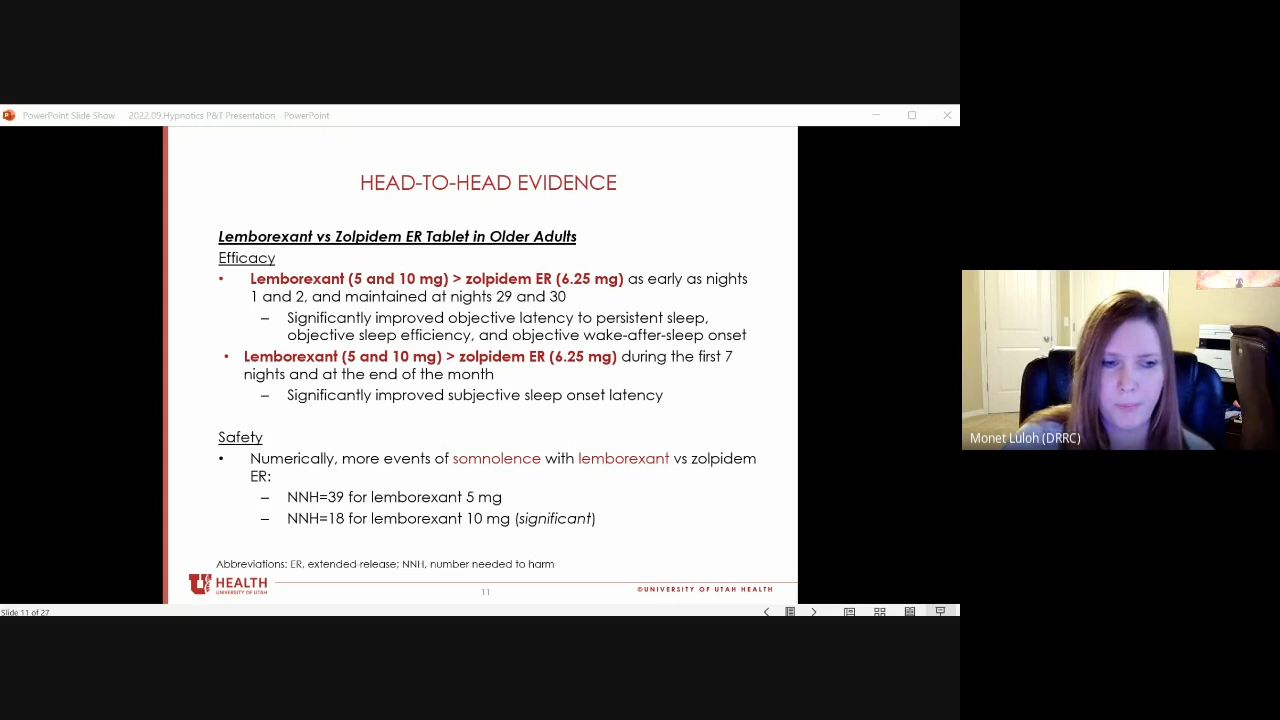 PowerPoint Slide Show - 2022.09.Hypnotics P&T Presentation - PowerPoint
HEAD-TO-HEAD EVIDENCE
Lemborexant vs Zolpidem ER Tablet in Older Adults
Efficacy
• Lemborexant (5 and 10 mg) > zolpidem ER (6.25 mg) as early as nights
1 and 2, and maintained at nights 29 and 30
– Significantly improved objective latency to persistent sleep,
objective sleep efficiency, and objective wake-after-sleep onset
• Lemborexant (5 and 10 mg) > zolpidem ER (6.25 mg) during the first 7
nights and at the end of the month
– Significantly improved subjective sleep onset latency
Safety
• Numerically, more events of somnolence with lemborexant vs zolpidem
ER:
– NNH=39 for lemborexant 5 mg
– NNH=18 for lemborexant 10 mg (significant)
Abbreviations: ER, extended-release; NNH, number needed to harm
U HEALTH
UNIVERSITY OF UTAH
11
©UNIVERSITY OF UTAH HEALTH
Slide 11 of 27
Monet Luloh (DRRC)